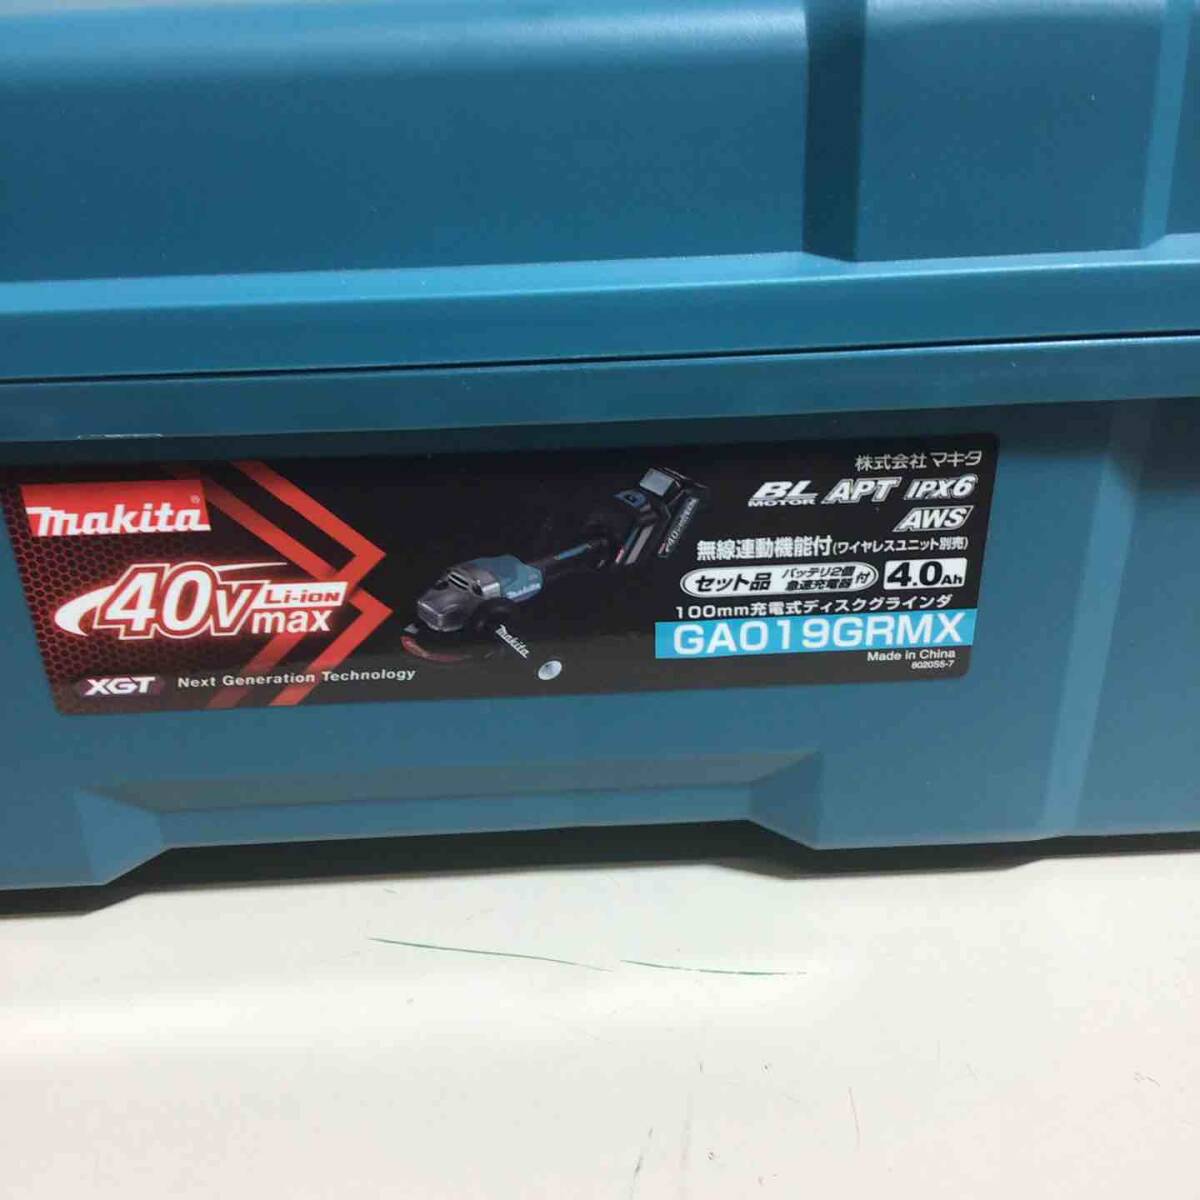 makita®
40Vmax Li-ion
XGT Next Generation Technology
makita
株式会社マキタ
BL MOTOR APT IPX6
AWS
無線連動機能付(ワイヤレスユニット別売)
セット品 バッテリ2個 急速充電器付 4.0Ah
100mm充電式ディスクグラインダ
GA019GRMX
Made in China